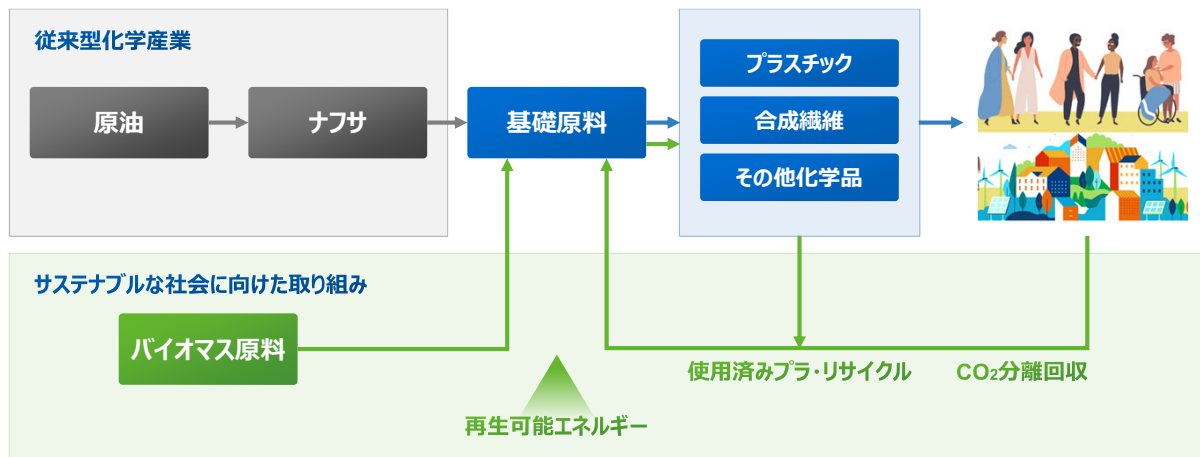 従来型化学産業
原油
ナフサ
基礎原料
プラスチック
合成繊維
その他化学品
サステナブルな社会に向けた取り組み
バイオマス原料
使用済みプラ・リサイクル
CO₂分離回収
再生可能エネルギー